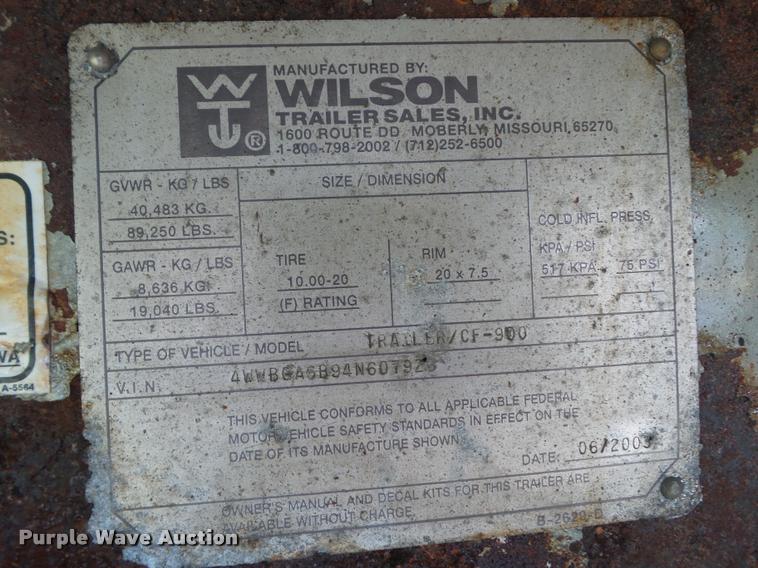 MANUFACTURED BY:
WILSON
TRAILER SALES, INC.
1600 ROUTE DD MOBERLY, MISSOURI 65270
1-800-798-2002 / (712)252-6500
WT ®
GVWR - KG / LBS
40,483 KG.
89,250 LBS.
GAWR - KG / LBS
8,636 KG
19,040 LBS.
SIZE / DIMENSION
TIRE
10.00-20
(F) RATING
RIM
20 x 7.5
COLD INFL. PRESS.
KPA / PSI
517 KPA 75 PSI
TYPE OF VEHICLE / MODEL TRAILER/CF-900
V.I.N.
THIS VEHICLE CONFORMS TO ALL APPLICABLE FEDERAL
MOTOR VEHICLE SAFETY STANDARDS IN EFFECT ON THE
DATE OF ITS MANUFACTURE SHOWN
DATE: 06/2003
OWNER'S MANUAL AND DECAL KITS FOR THIS TRAILER ARE
AVAILABLE WITHOUT CHARGE.
S:
WA
A-5564
Purple Wave Auction